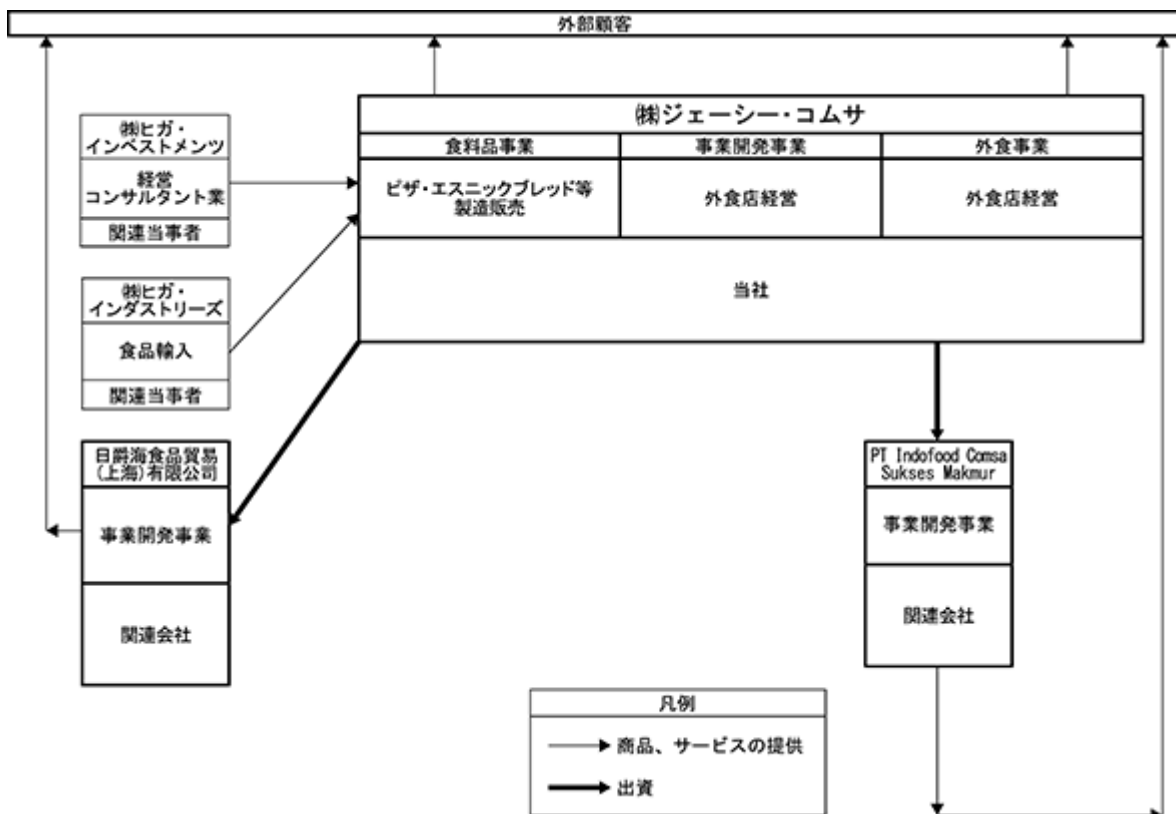 外部顧客
㈱ジェーシー・コムサ
食料品事業
事業開発事業
外食事業
ピザ・エスニックブレッド等
製造販売
外食店経営
外食店経営
当社
㈱ヒガ・
インベストメンツ
経営
コンサルタント業
関連当事者
㈱ヒガ・
インダストリーズ
食品輸入
関連当事者
日爵海食品貿易
(上海)有限公司
事業開発事業
関連会社
PT Indofood Comsa
Sukses Makmur
事業開発事業
関連会社
凡例
商品、サービスの提供
出資